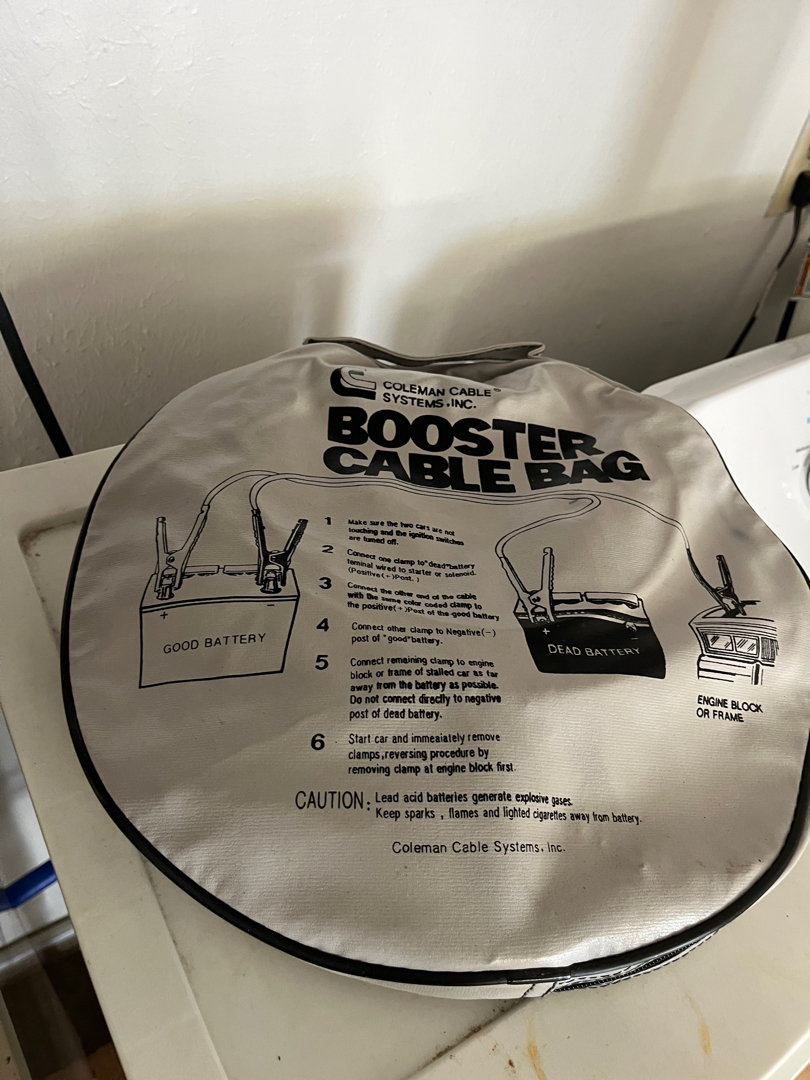 COLEMAN CABLE®
SYSTEMS, INC.
BOOSTER
CABLE BAG
1 Make sure the two cars are not
touching and the ignition switches
are turned off.
2 Connect one clamp to "dead" battery
teminal wired to starter or solenoid.
(Positive(+)Post.)
3 Connect the other end of the cable
with the same color coded clamp to
the positive(+)Post of the good battery
4 Connect other clamp to Negative(-)
post of "good" battery.
5 Connect remaining clamp to engine
block or frame of stalled car as far
away from the battery as possible.
Do not connect directly to negative
post of dead battery.
6 Start car and immeaiately remove
clamps,reversing procedure by
removing clamp at engine block first.
+ -
GOOD BATTERY
+ -
DEAD BATTERY
ENGINE BLOCK
OR FRAME
CAUTION: Lead acid batteries generate explosive gases.
Keep sparks , flames and lighted cigarettes away from battery.
Coleman Cable Systems, Inc.